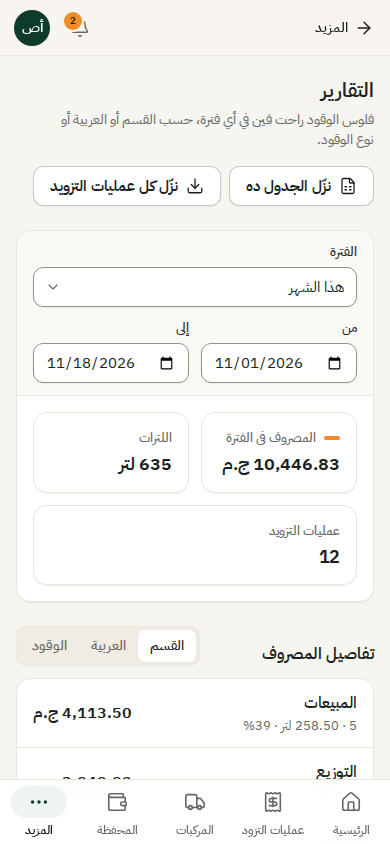 المزيد
2
أص
التقارير
فلوس الوقود راحت فين في أي فترة، حسب القسم أو العربية أو
نوع الوقود.
نزّل الجدول ده
نزّل كل عمليات التزويد
الفترة
هذا الشهر
من
إلى
11/01/2026
11/18/2026
المصروف في الفترة
10,446.83 ج.م
اللترات
635 لتر
عمليات التزويد
12
تفاصيل المصروف
القسم
العربية
الوقود
المبيعات
4,113.50 ج.م
5 · 258.50 لتر · 39%
التوزيع
الرئيسية
عمليات التزود
المركبات
المحفظة
المزيد